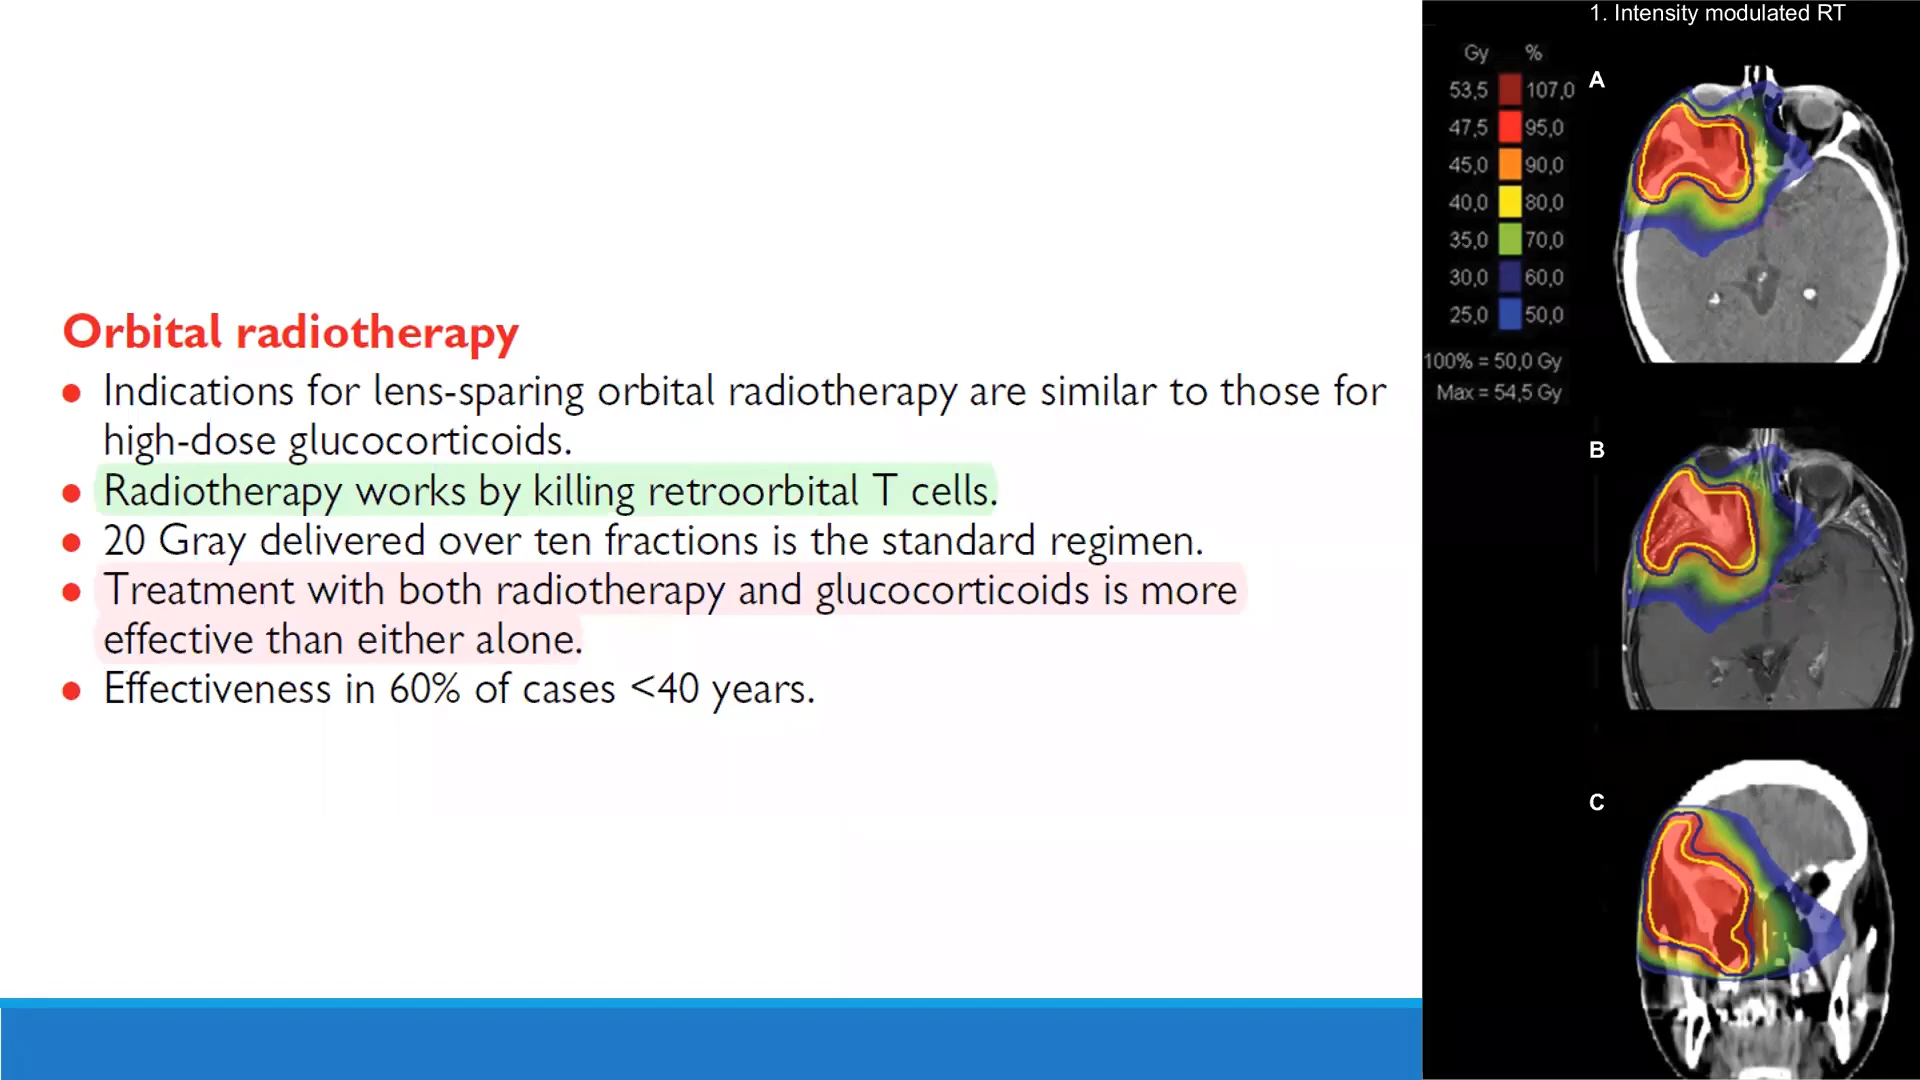 Orbital radiotherapy
● Indications for lens-sparing orbital radiotherapy are similar to those for
high-dose glucocorticoids.
● Radiotherapy works by killing retroorbital T cells.
● 20 Gray delivered over ten fractions is the standard regimen.
● Treatment with both radiotherapy and glucocorticoids is more
effective than either alone.
● Effectiveness in 60% of cases <40 years.
1. Intensity modulated RT
Gy %
53,5 107,0
47,5 95,0
45,0 90,0
40,0 80,0
35,0 70,0
30,0 60,0
25,0 50,0
100% = 50,0 Gy
Max = 54,5 Gy
A
B
C